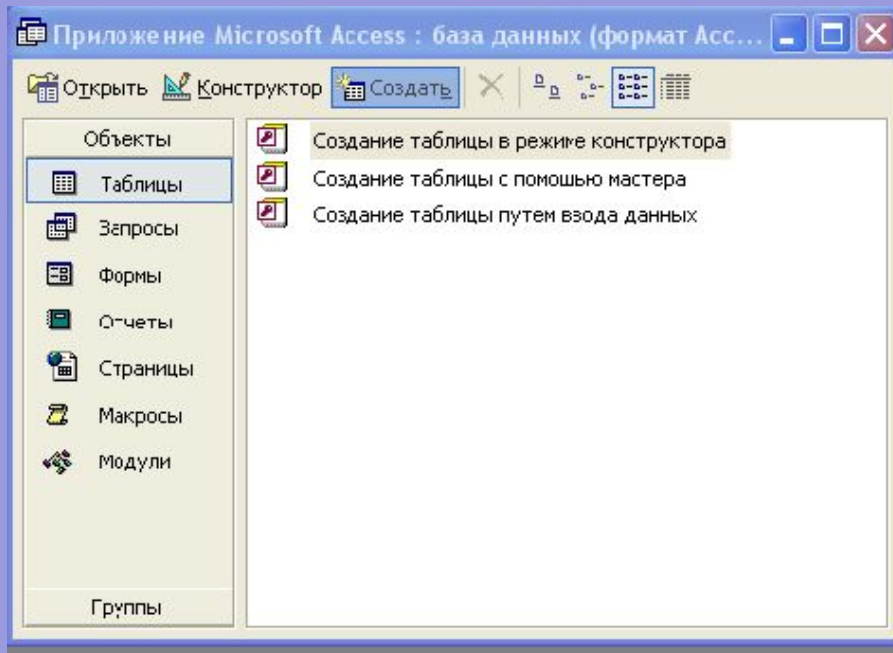 Приложение Microsoft Access : база данных (формат Acc...
Открыть Конструктор Создать
Объекты
Таблицы
Запросы
Формы
Отчеты
Страницы
Макросы
Модули
Группы
Создание таблицы в режиме конструктора
Создание таблицы с помошью мастера
Создание таблицы путем ввода данных